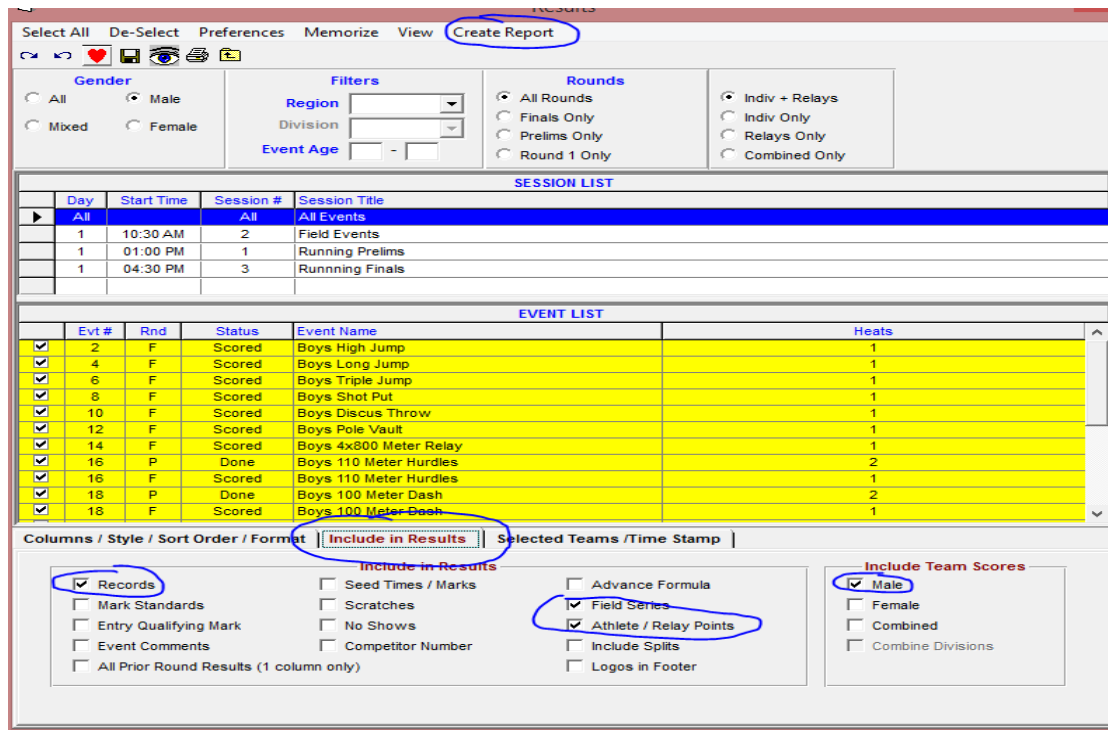 Results
Select All De-Select Preferences Memorize View Create Report
Gender Filters Rounds
All Male Region All Rounds Indiv + Relays
Finals Only Indiv Only
Mixed Female Division Prelims Only Relays Only
Event Age - Round 1 Only Combined Only
SESSION LIST
Day Start Time Session # Session Title
All All All Events
1 10:30 AM 2 Field Events
1 01:00 PM 1 Running Prelims
1 04:30 PM 3 Runnning Finals
EVENT LIST
Evt # Rnd Status Event Name Heats
2 F Scored Boys High Jump 1
4 F Scored Boys Long Jump 1
6 F Scored Boys Triple Jump 1
8 F Scored Boys Shot Put 1
10 F Scored Boys Discus Throw 1
12 F Scored Boys Pole Vault 1
14 F Scored Boys 4x800 Meter Relay 1
16 P Done Boys 110 Meter Hurdles 2
16 F Scored Boys 110 Meter Hurdles 1
18 P Done Boys 100 Meter Dash 2
18 F Scored Boys 100 Meter Dash 1
Columns / Style / Sort Order / Format Include in Results Selected Teams /Time Stamp
Include in Results Include Team Scores
Records Seed Times / Marks Advance Formula Male
Mark Standards Scratches Field Series Female
Entry Qualifying Mark No Shows Athlete / Relay Points Combined
Event Comments Competitor Number Include Splits Combine Divisions
All Prior Round Results (1 column only) Logos in Footer